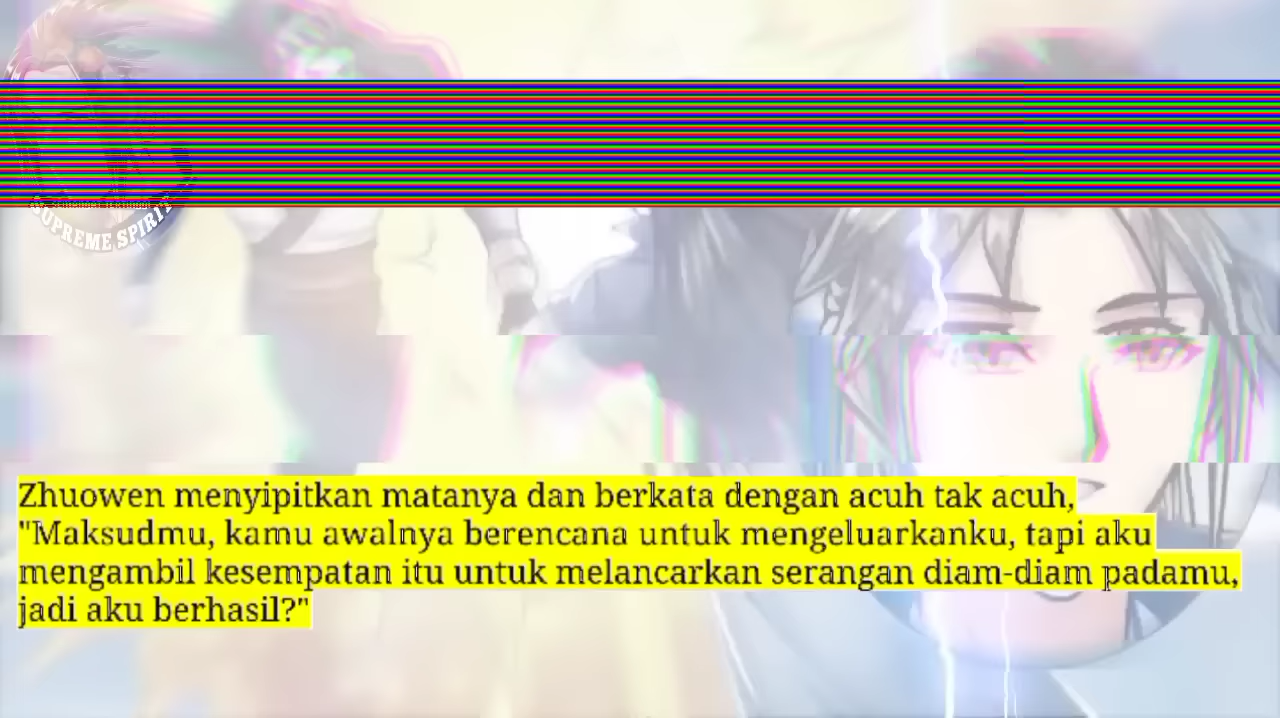 SUPREME SPIRIT
Zhuowen menyipitkan matanya dan berkata dengan acuh tak acuh,
"Maksudmu, kamu awalnya berencana untuk mengeluarkanku, tapi aku
mengambil kesempatan itu untuk melancarkan serangan diam-diam padamu,
jadi aku berhasil?"